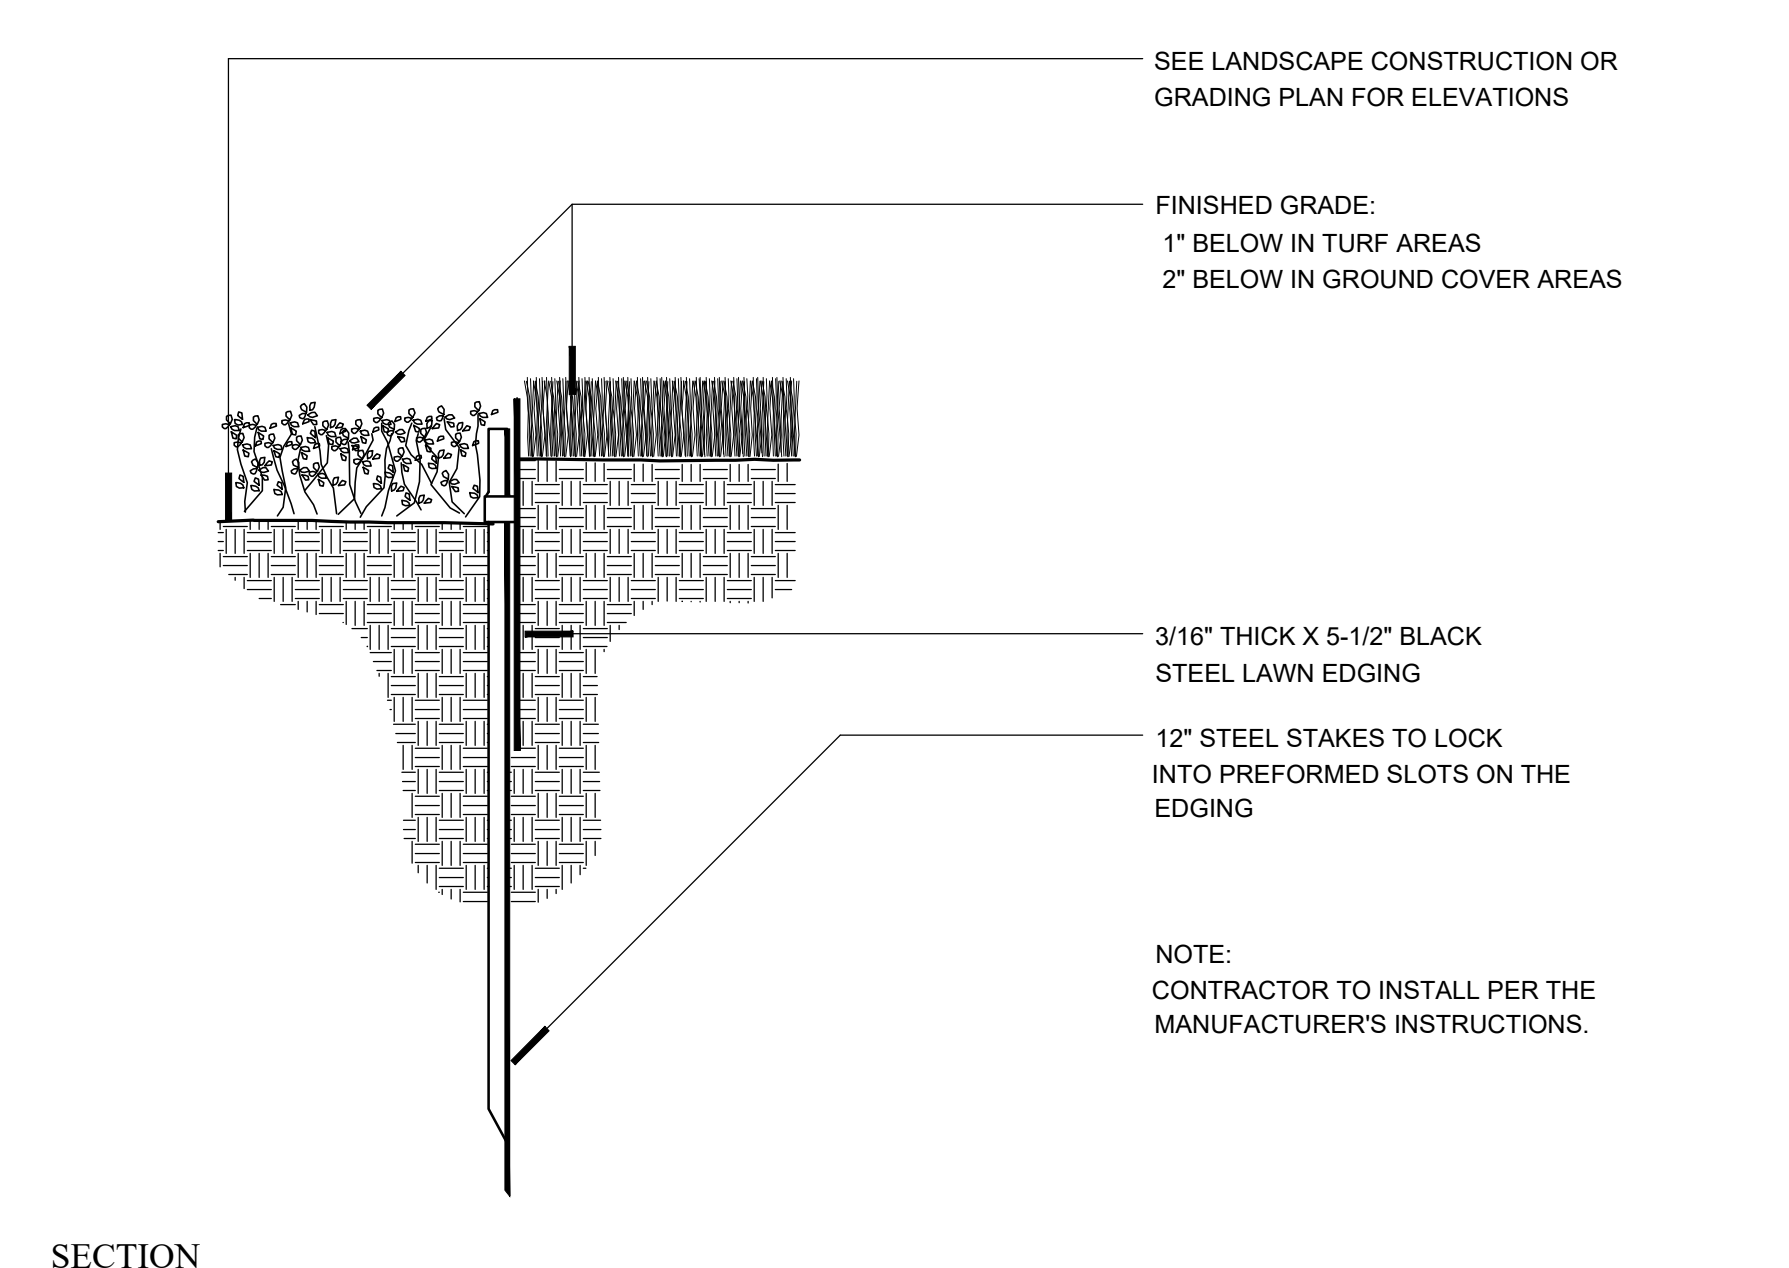 SEE LANDSCAPE CONSTRUCTION OR
GRADING PLAN FOR ELEVATIONS
FINISHED GRADE:
1" BELOW IN TURF AREAS
2" BELOW IN GROUND COVER AREAS
3/16" THICK X 5-1/2" BLACK
STEEL LAWN EDGING
12" STEEL STAKES TO LOCK
INTO PREFORMED SLOTS ON THE
EDGING
NOTE:
CONTRACTOR TO INSTALL PER THE
MANUFACTURER'S INSTRUCTIONS.
SECTION